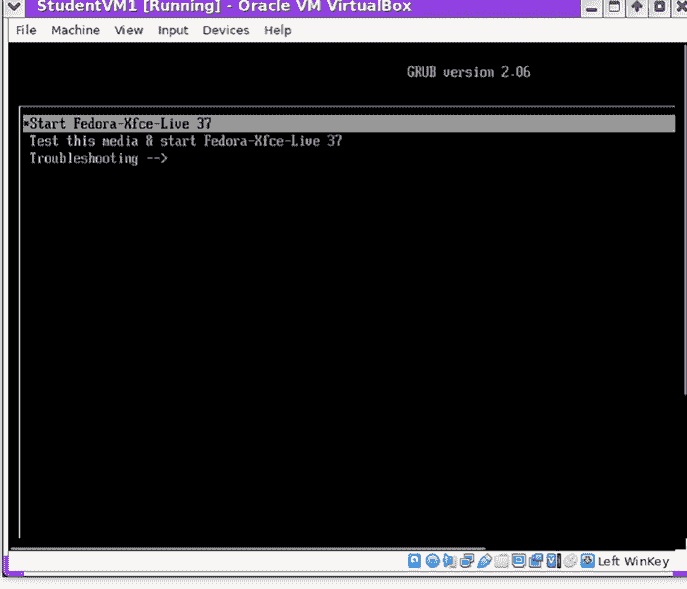 StudentVM1 [Running] - Oracle VM VirtualBox
File Machine View Input Devices Help
GRUB version 2.06
*Start Fedora-Xfce-Live 37
Test this media & start Fedora-Xfce-Live 37
Troubleshooting -->
Left WinKey